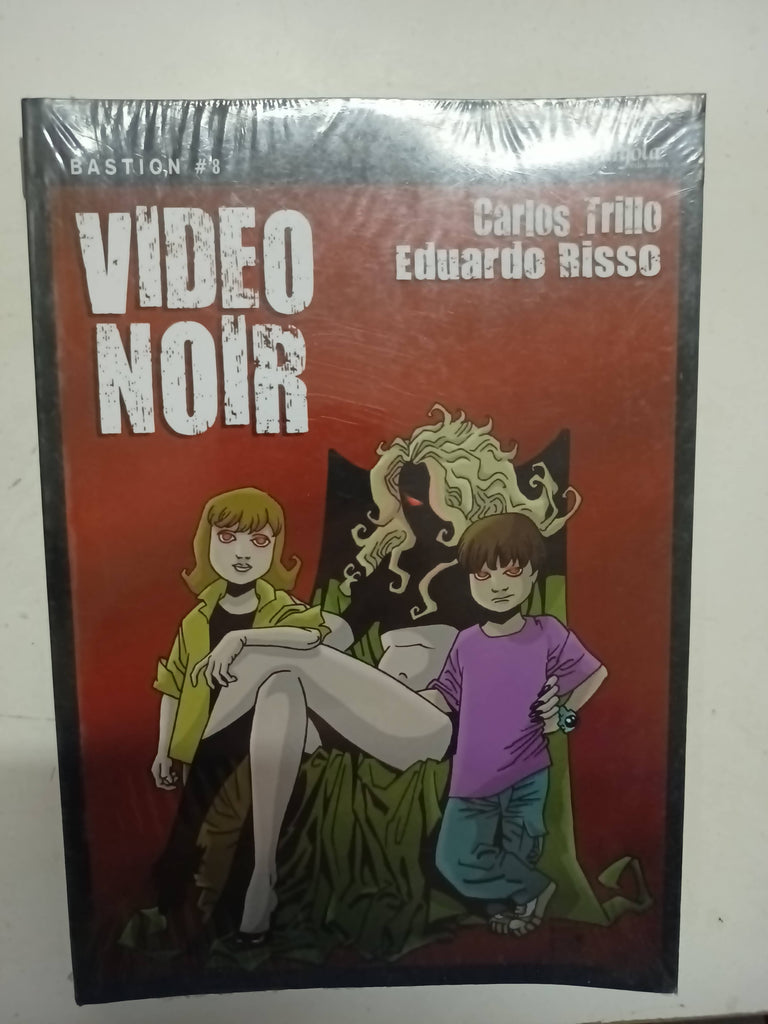 BASTION #8
VIDEO
NOIR
Carlos Trillo
Eduardo Risso